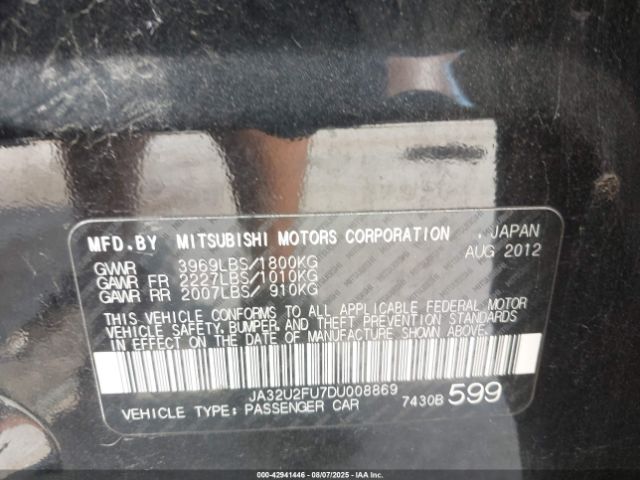 MFD.BY MITSUBISHI MOTORS CORPORATION , JAPAN
AUG 2012
GVWR 3969LBS/1800KG
GAWR FR 2227LBS/1010KG
GAWR RR 2007LBS/ 910KG
THIS VEHICLE CONFORMS TO ALL APPLICABLE FEDERAL MOTOR
VEHICLE SAFETY, BUMPER, AND THEFT PREVENTION STANDARDS
IN EFFECT ON THE DATE OF MANUFACTURE SHOWN ABOVE.
JA32U2FU7DU008869
VEHICLE TYPE: PASSENGER CAR 7430B 599
000-42941446 - 08/07/2025 - IAAI.COM